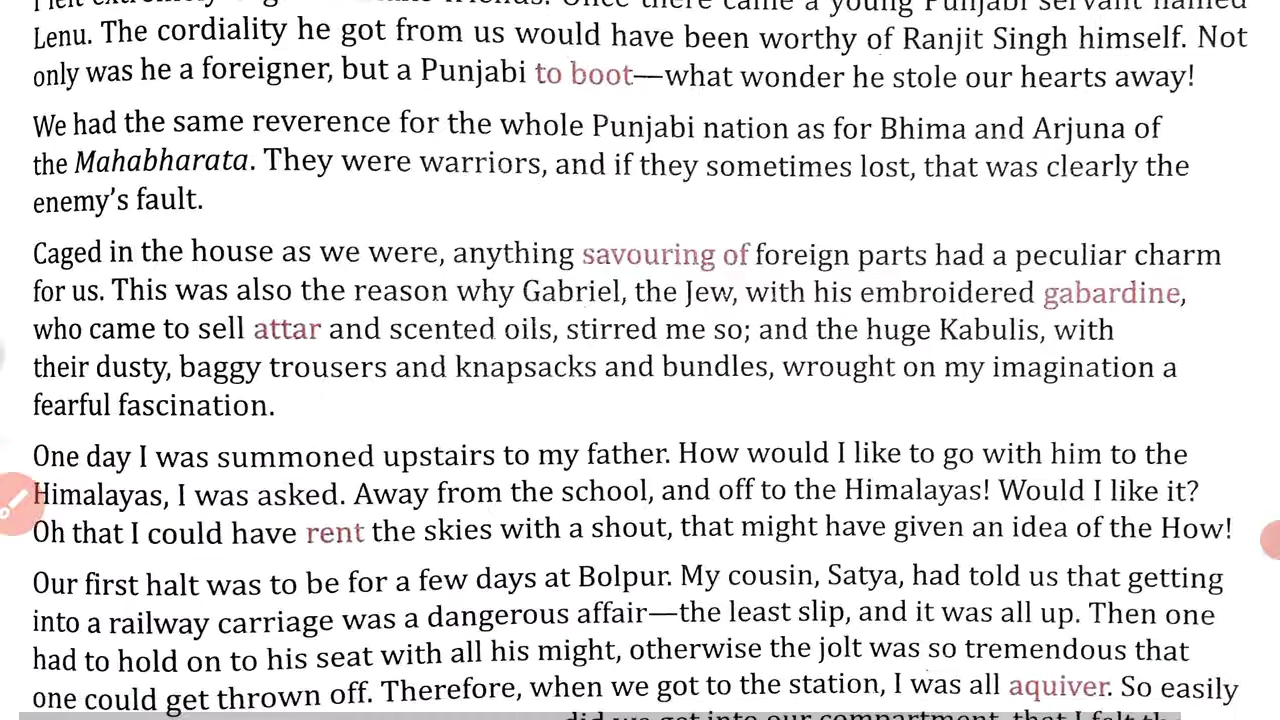 Lenu. The cordiality he got from us would have been worthy of Ranjit Singh himself. Not
only was he a foreigner, but a Punjabi to boot—what wonder he stole our hearts away!
We had the same reverence for the whole Punjabi nation as for Bhima and Arjuna of
the Mahabharata. They were warriors, and if they sometimes lost, that was clearly the
enemy's fault.
Caged in the house as we were, anything savouring of foreign parts had a peculiar charm
for us. This was also the reason why Gabriel, the Jew, with his embroidered gabardine,
who came to sell attar and scented oils, stirred me so; and the huge Kabulis, with
their dusty, baggy trousers and knapsacks and bundles, wrought on my imagination a
fearful fascination.
One day I was summoned upstairs to my father. How would I like to go with him to the
Himalayas, I was asked. Away from the school, and off to the Himalayas! Would I like it?
Oh that I could have rent the skies with a shout, that might have given an idea of the How!
Our first halt was to be for a few days at Bolpur. My cousin, Satya, had told us that getting
into a railway carriage was a dangerous affair—the least slip, and it was all up. Then one
had to hold on to his seat with all his might, otherwise the jolt was so tremendous that
one could get thrown off. Therefore, when we got to the station, I was all aquiver. So easily